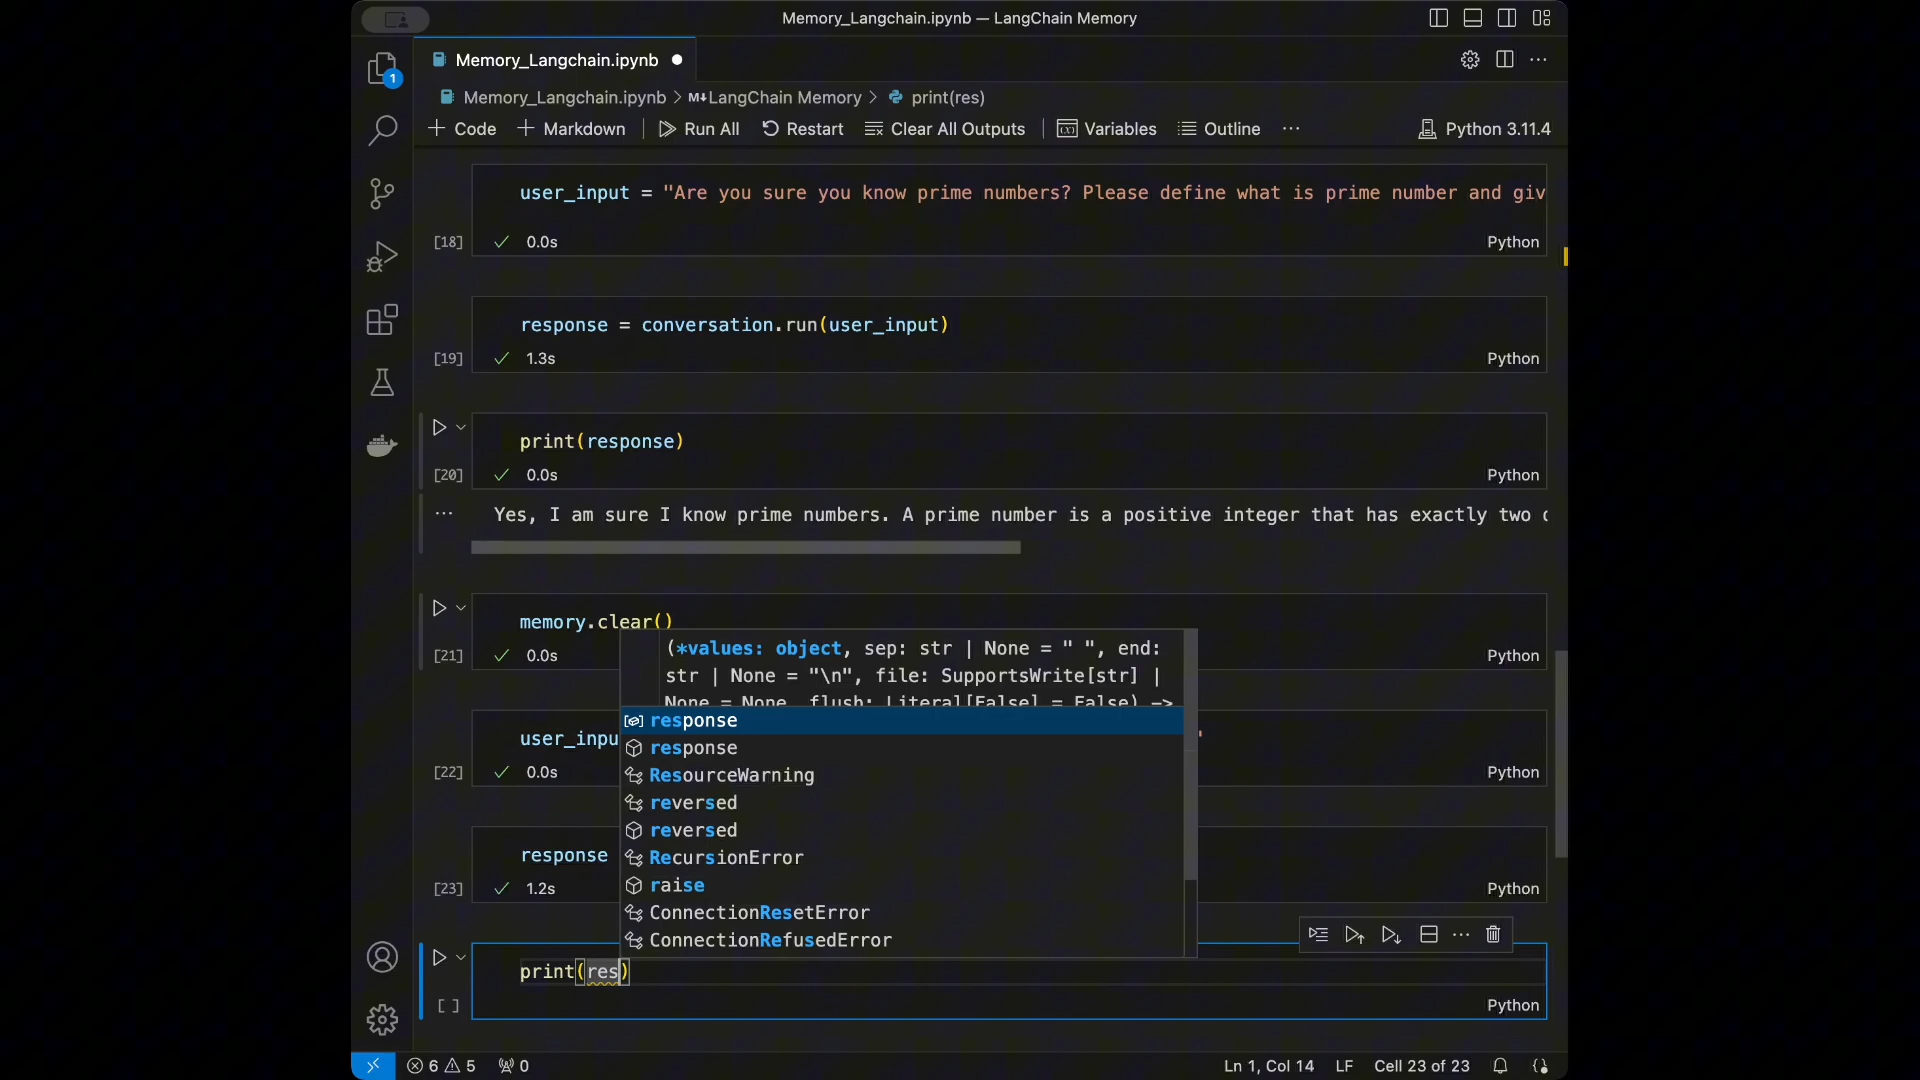 Memory_Langchain.ipynb — LangChain Memory
Memory_Langchain.ipynb
1
Memory_Langchain.ipynb > M↓LangChain Memory > print(res)
+ Code + Markdown Run All Restart Clear All Outputs (x) Variables Outline ... Python 3.11.4
user_input = "Are you sure you know prime numbers? Please define what is prime number and giv
[18] ✓ 0.0s Python
response = conversation.run(user_input)
[19] ✓ 1.3s Python
print(response)
[20] ✓ 0.0s Python
... Yes, I am sure I know prime numbers. A prime number is a positive integer that has exactly two
memory.clear()
[21] ✓ 0.0s Python
(*values: object, sep: str | None = " ", end:
str | None = "\n", file: SupportsWrite[str] |
None = None, flush: Literal[False] = False) ->
response
response
ResourceWarning
reversed
reversed
RecursionError
raise
ConnectionResetError
ConnectionRefusedError
user_inpu "
[22] ✓ 0.0s Python
response
[23] ✓ 1.2s Python
print(res)
[ ] Python
6 5 0 Ln 1, Col 14 LF Cell 23 of 23